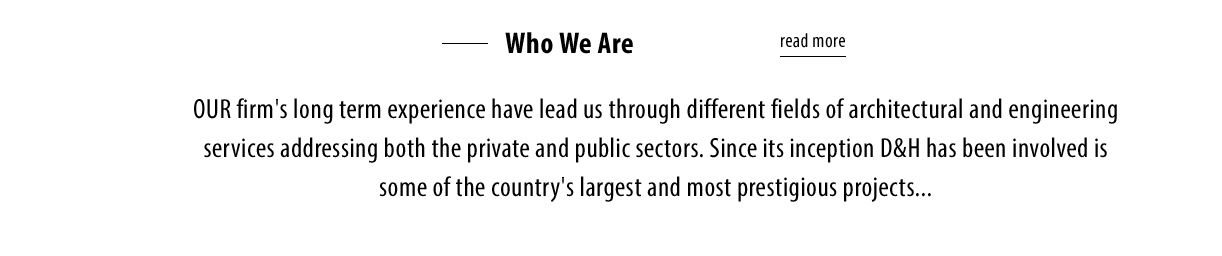 Who We Are
read more
OUR firm's long term experience have lead us through different fields of architectural and engineering
services addressing both the private and public sectors. Since its inception D&H has been involved is
some of the country's largest and most prestigious projects...